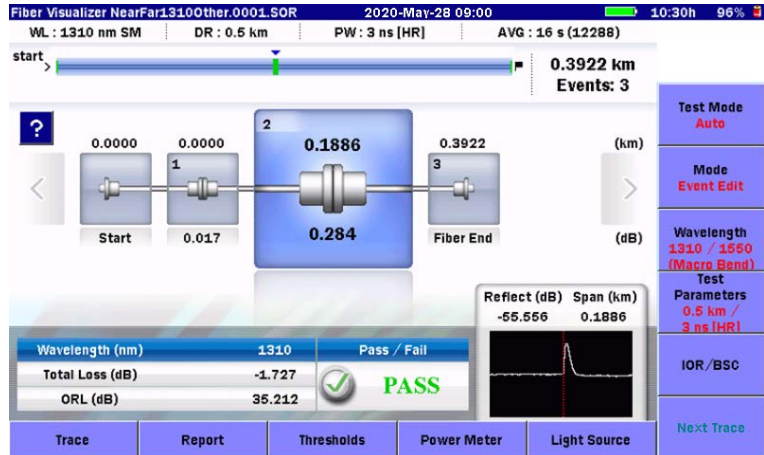 Fiber Visualizer NearFar1310Other.0001.SOR 2020-May-28 09:00 10:30h 96%
WL : 1310 nm SM DR : 0.5 km PW : 3 ns [HR] AVG : 16 s (12288)
start
0.3922 km
Events: 3
?
0.0000 0.0000 2 0.1886 0.3922 (km)
1 3
Start 0.017 0.284 Fiber End (dB)
Reflect (dB) Span (km)
-55.556 0.1886
Wavelength (nm) 1310 Pass / Fail
Total Loss (dB) -1.727 PASS
ORL (dB) 35.212
Test Mode
Auto
Mode
Event Edit
Wavelength
1310 / 1550
(Macro Bend)
Test
Parameters
0.5 km /
3 ns [HR]
IOR/BSC
Next Trace
Trace Report Thresholds Power Meter Light Source